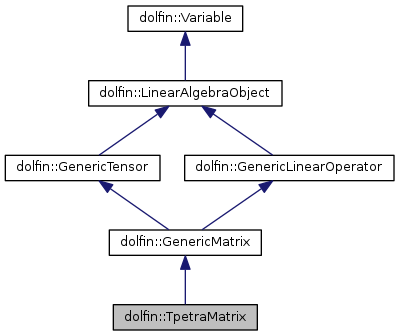 dolfin::Variable
dolfin::LinearAlgebraObject
dolfin::GenericTensor
dolfin::GenericLinearOperator
dolfin::GenericMatrix
dolfin::TpetraMatrix